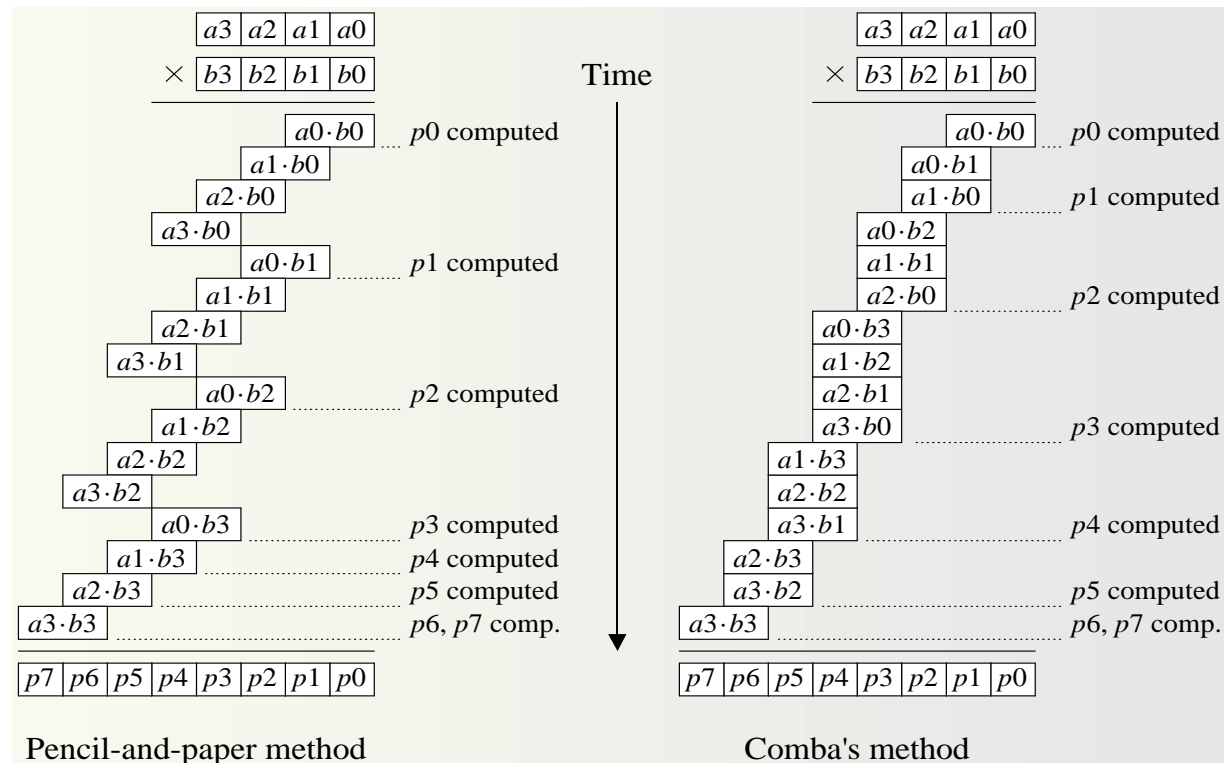 a3 a2 a1 a0
× b3 b2 b1 b0
a0·b0 p0 computed
a1·b0
a2·b0
a3·b0
a0·b1 p1 computed
a1·b1
a2·b1
a3·b1
a0·b2 p2 computed
a1·b2
a2·b2
a3·b2
a0·b3 p3 computed
a1·b3 p4 computed
a2·b3 p5 computed
a3·b3 p6, p7 comp.
p7 p6 p5 p4 p3 p2 p1 p0
Pencil-and-paper method
Time
a3 a2 a1 a0
× b3 b2 b1 b0
a0·b0 p0 computed
a0·b1
a1·b0 p1 computed
a0·b2
a1·b1
a2·b0 p2 computed
a0·b3
a1·b2
a2·b1
a3·b0 p3 computed
a1·b3
a2·b2
a3·b1 p4 computed
a2·b3
a3·b2 p5 computed
a3·b3 p6, p7 comp.
p7 p6 p5 p4 p3 p2 p1 p0
Comba's method